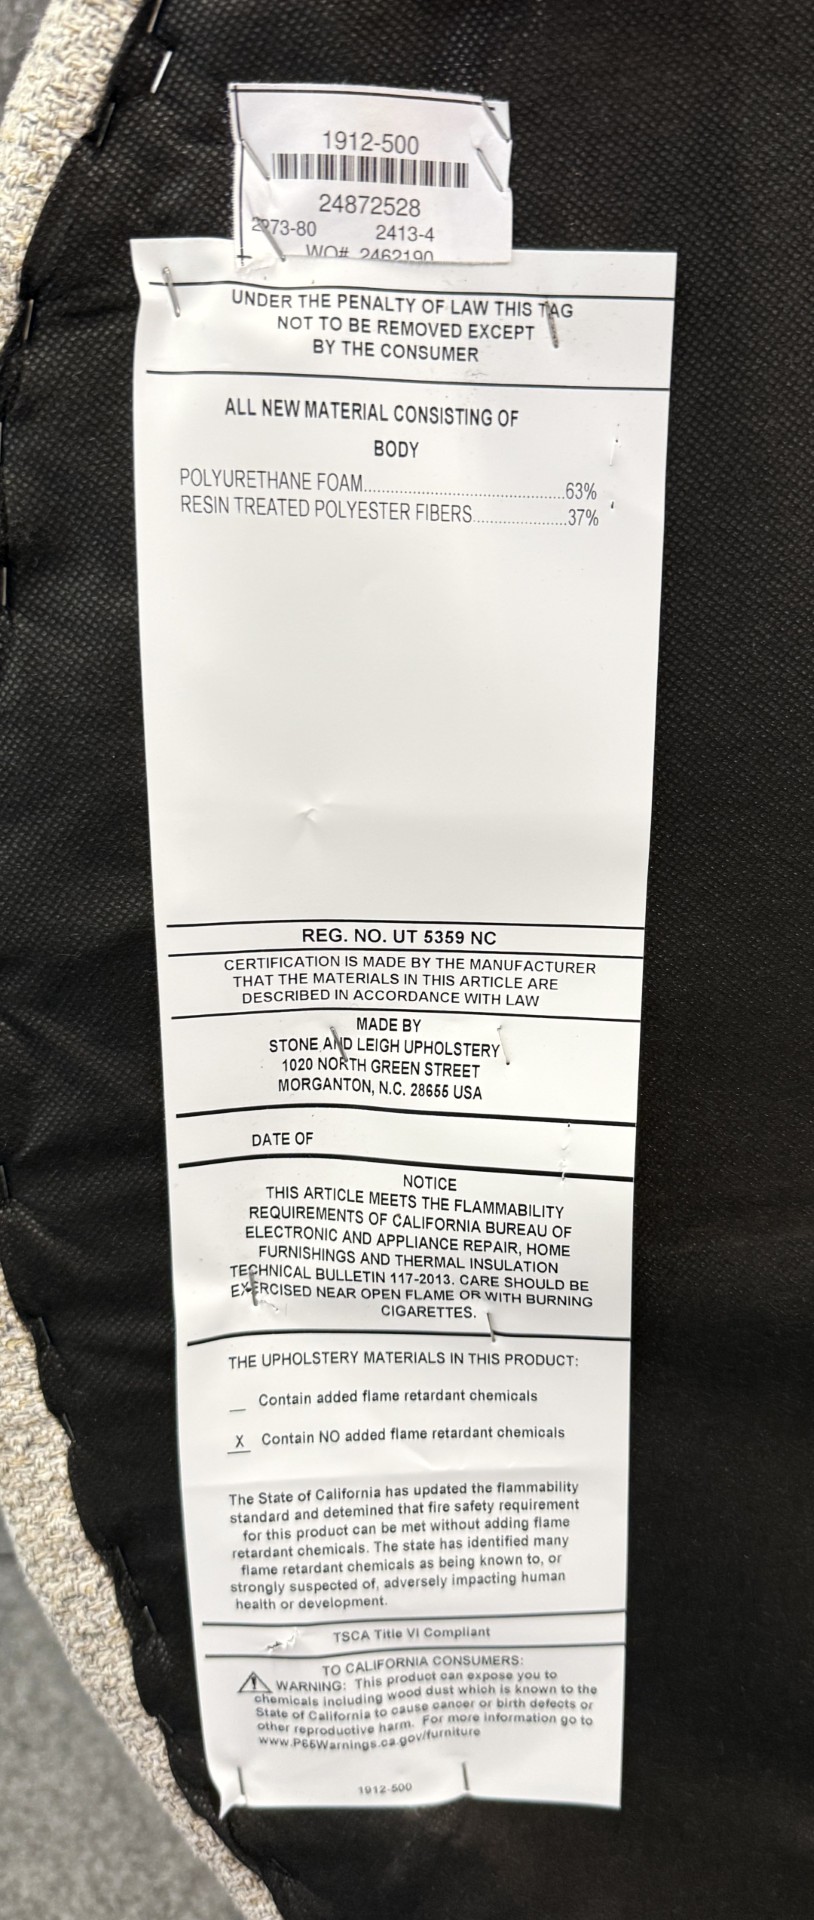 1912-500
24872528
2973-80 2413-4
WO# 2462190
UNDER THE PENALTY OF LAW THIS TAG
NOT TO BE REMOVED EXCEPT
BY THE CONSUMER
ALL NEW MATERIAL CONSISTING OF
BODY
POLYURETHANE FOAM..............................................63%
RESIN TREATED POLYESTER FIBERS......................37%
REG. NO. UT 5359 NC
CERTIFICATION IS MADE BY THE MANUFACTURER
THAT THE MATERIALS IN THIS ARTICLE ARE
DESCRIBED IN ACCORDANCE WITH LAW
MADE BY
STONE AND LEIGH UPHOLSTERY
1020 NORTH GREEN STREET
MORGANTON, N.C. 28655 USA
DATE OF
NOTICE
THIS ARTICLE MEETS THE FLAMMABILITY
REQUIREMENTS OF CALIFORNIA BUREAU OF
ELECTRONIC AND APPLIANCE REPAIR, HOME
FURNISHINGS AND THERMAL INSULATION
TECHNICAL BULLETIN 117-2013. CARE SHOULD BE
EXERCISED NEAR OPEN FLAME OR WITH BURNING
CIGARETTES.
THE UPHOLSTERY MATERIALS IN THIS PRODUCT:
_ Contain added flame retardant chemicals
X Contain NO added flame retardant chemicals
The State of California has updated the flammability
standard and detemined that fire safety requirement
for this product can be met without adding flame
retardant chemicals. The state has identified many
flame retardant chemicals as being known to, or
strongly suspected of, adversely impacting human
health or development.
TSCA Title VI Compliant
TO CALIFORNIA CONSUMERS:
WARNING: This product can expose you to
chemicals including wood dust which is known to the
State of California to cause cancer or birth defects or
other reproductive harm. For more information go to
www.P65Warnings.ca.gov/furniture
1912-500